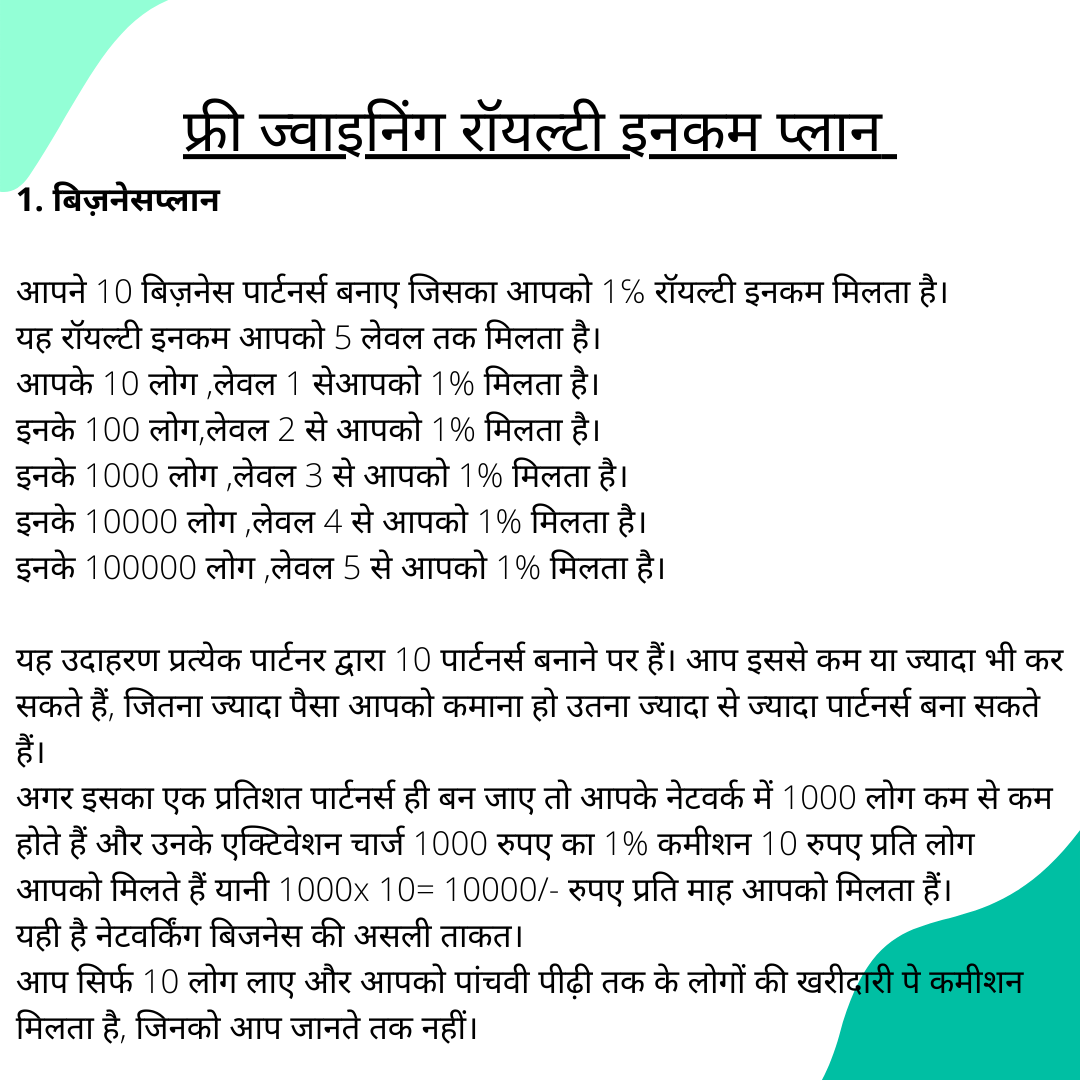 फ्री ज्वाइनिंग रॉयल्टी इनकम प्लान
1. बिज़नेसप्लान
आपने 10 बिज़नेस पार्टनर्स बनाए जिसका आपको 1℅ रॉयल्टी इनकम मिलता है।
यह रॉयल्टी इनकम आपको 5 लेवल तक मिलता है।
आपके 10 लोग ,लेवल 1 सेआपको 1% मिलता है।
इनके 100 लोग,लेवल 2 से आपको 1% मिलता है।
इनके 1000 लोग ,लेवल 3 से आपको 1% मिलता है।
इनके 10000 लोग ,लेवल 4 से आपको 1% मिलता है।
इनके 100000 लोग ,लेवल 5 से आपको 1% मिलता है।
यह उदाहरण प्रत्येक पार्टनर द्वारा 10 पार्टनर्स बनाने पर हैं। आप इससे कम या ज्यादा भी कर
सकते हैं, जितना ज्यादा पैसा आपको कमाना हो उतना ज्यादा से ज्यादा पार्टनर्स बना सकते
हैं।
अगर इसका एक प्रतिशत पार्टनर्स ही बन जाए तो आपके नेटवर्क में 1000 लोग कम से कम
होते हैं और उनके एक्टिवेशन चार्ज 1000 रुपए का 1% कमीशन 10 रुपए प्रति लोग
आपको मिलते हैं यानी 1000x 10= 10000/- रुपए प्रति माह आपको मिलता हैं।
यही है नेटवर्किंग बिजनेस की असली ताकत।
आप सिर्फ 10 लोग लाए और आपको पांचवी पीढ़ी तक के लोगों की खरीदारी पे कमीशन
मिलता है, जिनको आप जानते तक नहीं।